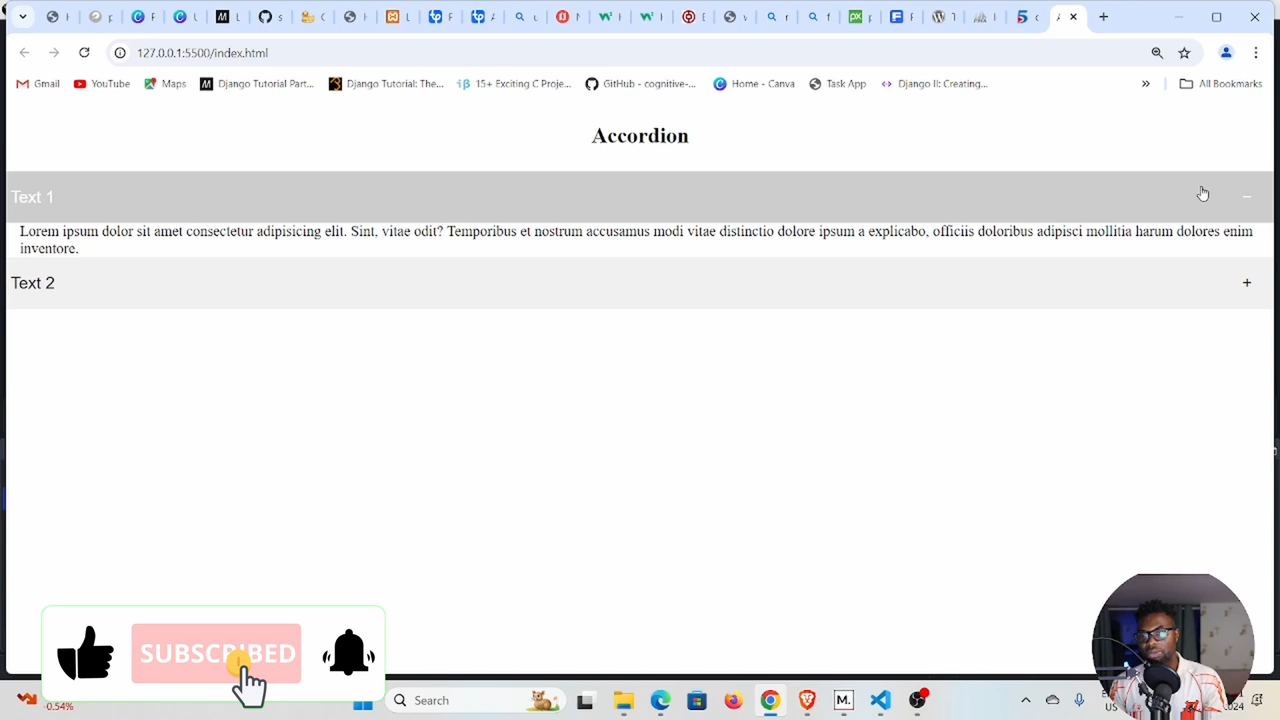 127.0.0.1:5500/index.html
Gmail
YouTube
Maps
Django Tutorial Part...
Django Tutorial: The...
15+ Exciting C Proje...
GitHub - cognitive-...
Home - Canva
Task App
Django II: Creating...
»
All Bookmarks
Accordion
Text 1
−
Lorem ipsum dolor sit amet consectetur adipisicing elit. Sint, vitae odit? Temporibus et nostrum accusamus modi vitae distinctio dolore ipsum a explicabo, officiis doloribus adipisci mollitia harum dolores enim
inventore.
Text 2
+
SUBSCRIBED
-0.54%
Search